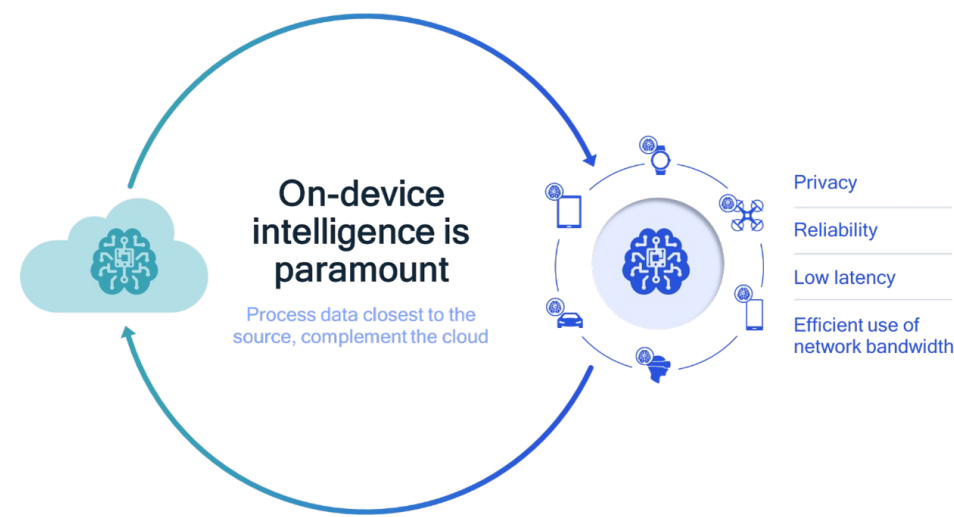 On-device
intelligence is
paramount
Process data closest to the
source, complement the cloud
Privacy
Reliability
Low latency
Efficient use of
network bandwidth